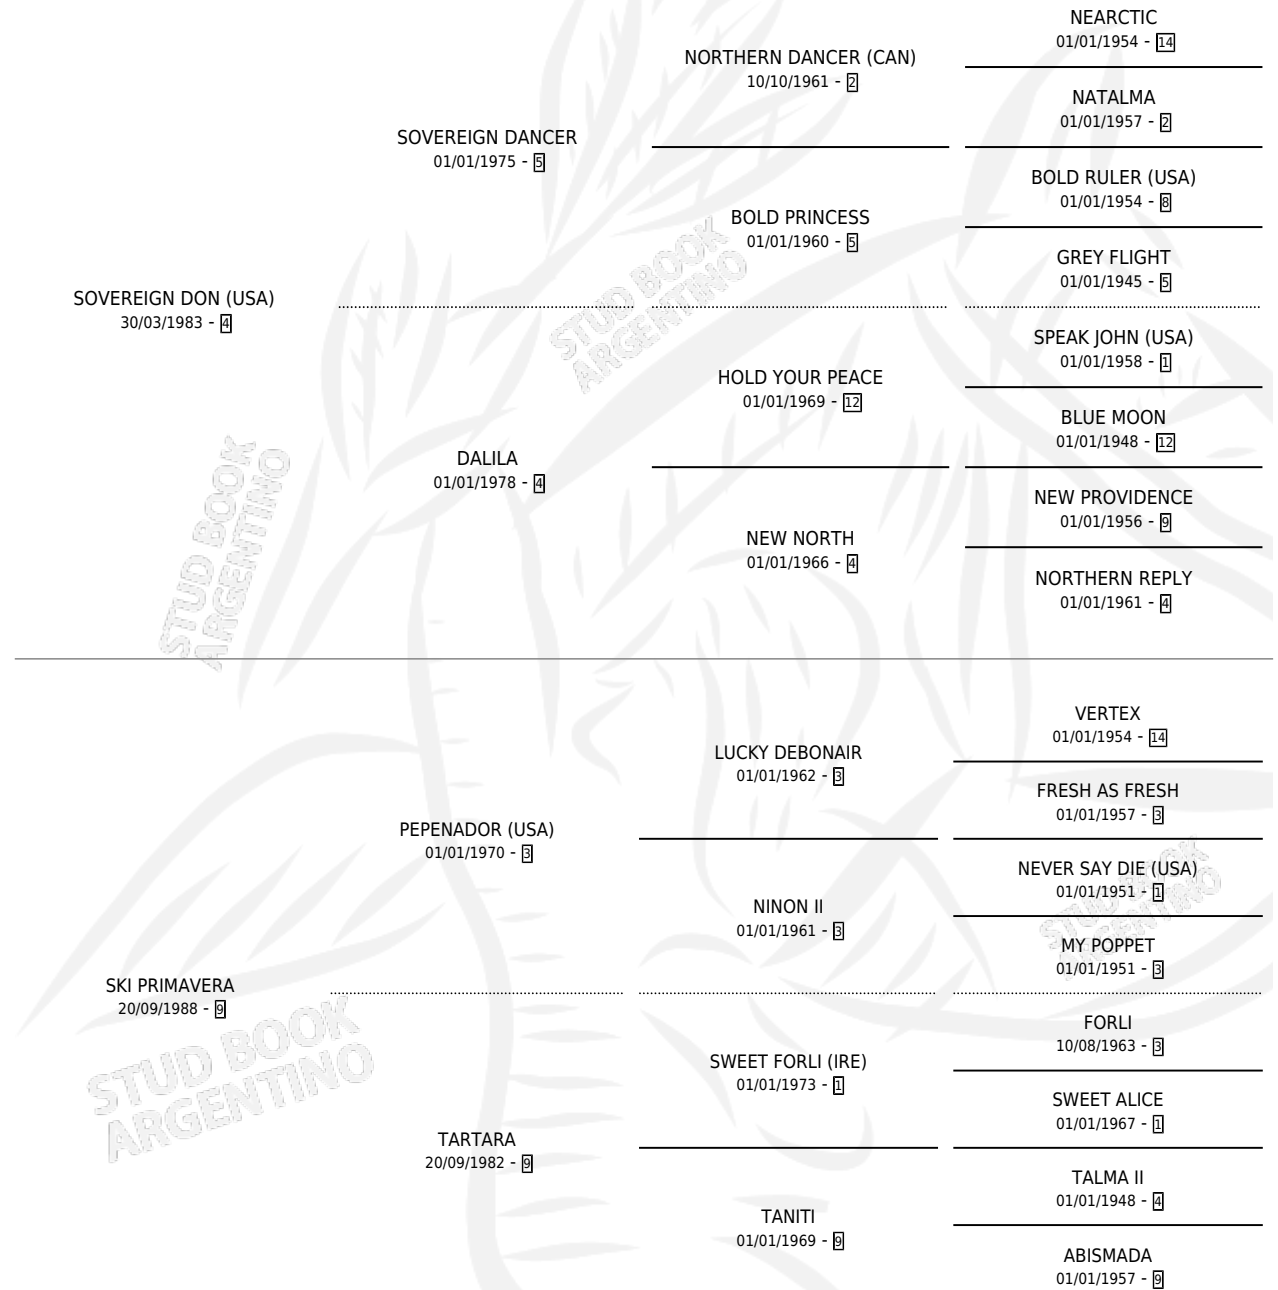 NEARCTIC
01/01/1954 - 14
NORTHERN DANCER (CAN)
10/10/1961 - 2
NATALMA
01/01/1957 - 2
SOVEREIGN DANCER
01/01/1975 - 5
BOLD RULER (USA)
01/01/1954 - 8
BOLD PRINCESS
01/01/1960 - 5
GREY FLIGHT
01/01/1945 - 5
SOVEREIGN DON (USA)
30/03/1983 - 4
SPEAK JOHN (USA)
01/01/1958 - 1
HOLD YOUR PEACE
01/01/1969 - 12
BLUE MOON
01/01/1948 - 12
DALILA
01/01/1978 - 4
NEW PROVIDENCE
01/01/1956 - 9
NEW NORTH
01/01/1966 - 4
NORTHERN REPLY
01/01/1961 - 4
VERTEX
01/01/1954 - 14
LUCKY DEBONAIR
01/01/1962 - 3
FRESH AS FRESH
01/01/1957 - 3
PEPENADOR (USA)
01/01/1970 - 3
NEVER SAY DIE (USA)
01/01/1951 - 1
NINON II
01/01/1961 - 3
MY POPPET
01/01/1951 - 3
SKI PRIMAVERA
20/09/1988 - 9
FORLI
10/08/1963 - 3
SWEET FORLI (IRE)
01/01/1973 - 1
SWEET ALICE
01/01/1967 - 1
TARTARA
20/09/1982 - 9
TALMA II
01/01/1948 - 4
TANITI
01/01/1969 - 9
ABISMADA
01/01/1957 - 9
STUD BOOK
ARGENTINO
STUD BOOK
ARGENTINO
STUD BOOK
ARGENTINO
STUD BOOK
ARGENTINO